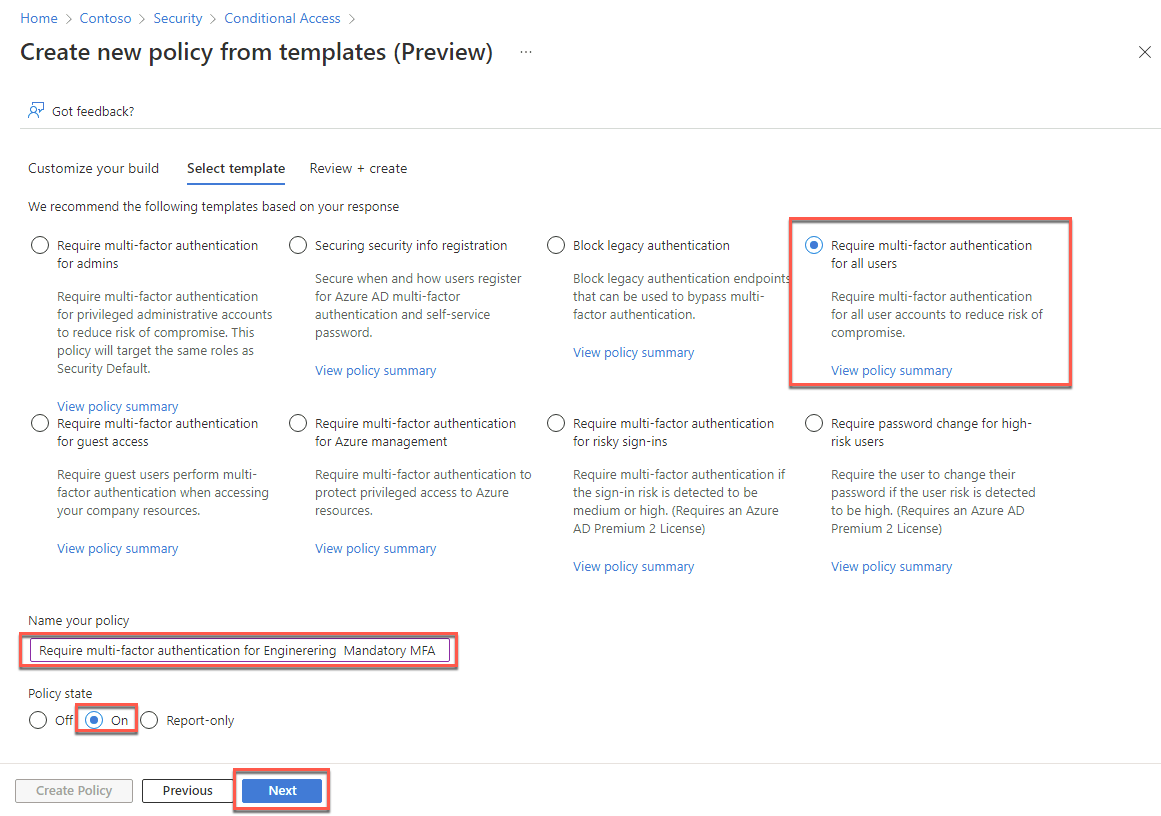 Home > Contoso > Security > Conditional Access >
Create new policy from templates (Preview) ...
Got feedback?
Customize your build Select template Review + create
We recommend the following templates based on your response
Require multi-factor authentication
for admins
Require multi-factor authentication
for privileged administrative accounts
to reduce risk of compromise. This
policy will target the same roles as
Security Default.
View policy summary
Securing security info registration
Secure when and how users register
for Azure AD multi-factor
authentication and self-service
password.
View policy summary
Block legacy authentication
Block legacy authentication endpoints
that can be used to bypass multi-
factor authentication.
View policy summary
Require multi-factor authentication
for all users
Require multi-factor authentication
for all user accounts to reduce risk of
compromise.
View policy summary
Require multi-factor authentication
for guest access
Require guest users perform multi-
factor authentication when accessing
your company resources.
View policy summary
Require multi-factor authentication
for Azure management
Require multi-factor authentication to
protect privileged access to Azure
resources.
View policy summary
Require multi-factor authentication
for risky sign-ins
Require multi-factor authentication if
the sign-in risk is detected to be
medium or high. (Requires an Azure
AD Premium 2 License)
View policy summary
Require password change for high-
risk users
Require the user to change their
password if the user risk is detected
to be high. (Requires an Azure AD
Premium 2 License)
View policy summary
Name your policy
Require multi-factor authentication for Enginerering  Mandatory MFA
Policy state
Off On Report-only
Create Policy Previous Next